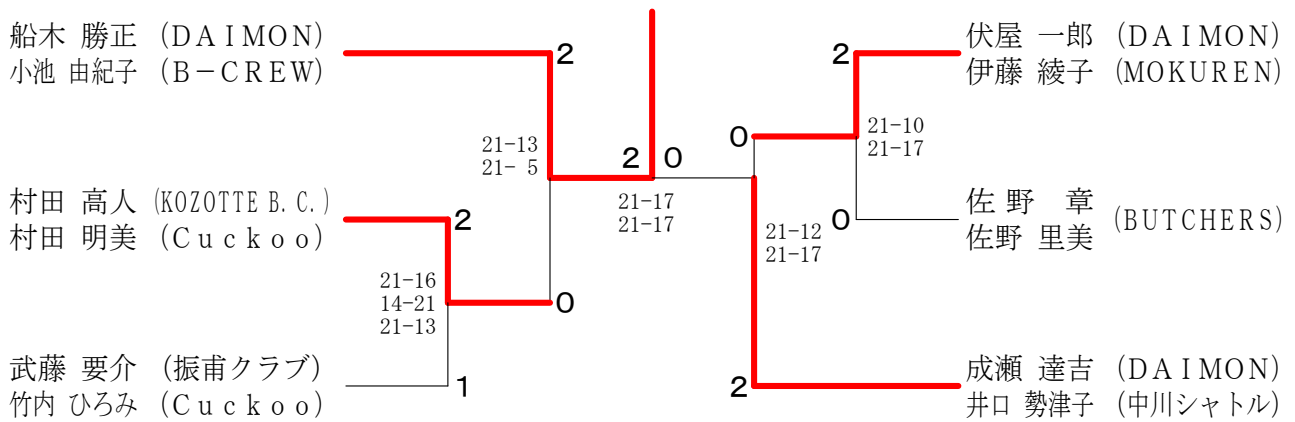 船木 勝正 (DAIMON)
小池 由紀子 (B-CREW)
2
21-13
21- 5
村田 高人 (KOZOTTE B.C.)
村田 明美 (Cuckoo)
2
21-16
14-21
21-13
0
武藤 要介 (振甫クラブ)
竹内 ひろみ (Cuckoo)
1
2 0
21-17
21-17
伏屋 一郎 (DAIMON)
伊藤 綾子 (MOKUREN)
2
21-10
21-17
0
佐野 章
佐野 里美
(BUTCHERS)
0
21-12
21-17
成瀬 達吉 (DAIMON)
井口 勢津子 (中川シャトル)
2